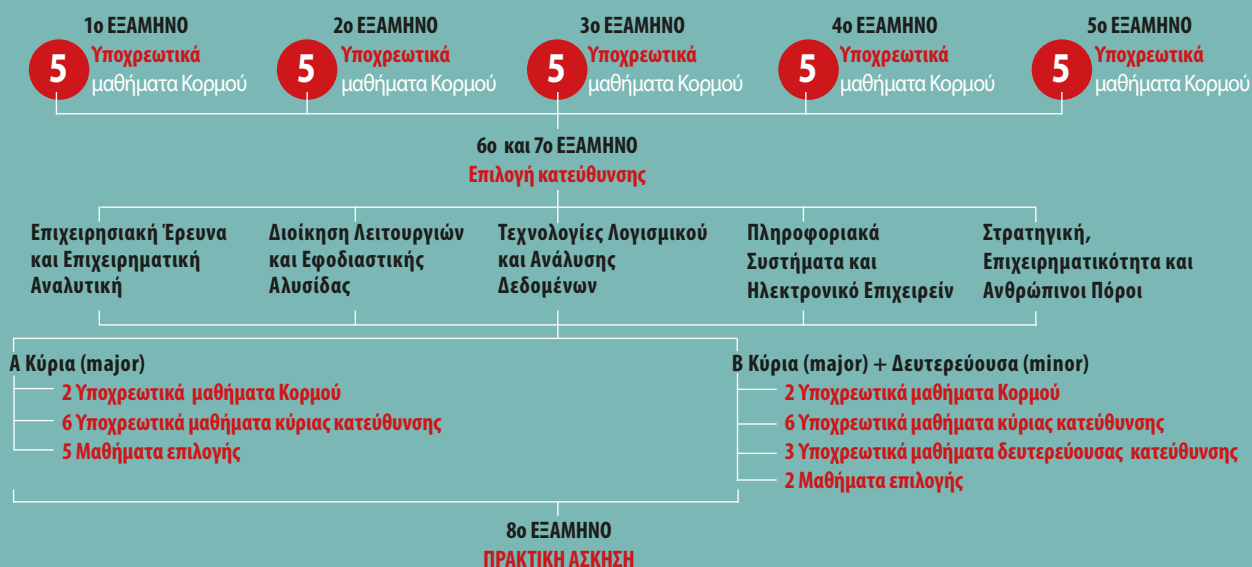 1ο ΕΞΑΜΗΝΟ
5 Υποχρεωτικά
μαθήματα Κορμού
2ο ΕΞΑΜΗΝΟ
5 Υποχρεωτικά
μαθήματα Κορμού
3ο ΕΞΑΜΗΝΟ
5 Υποχρεωτικά
μαθήματα Κορμού
4ο ΕΞΑΜΗΝΟ
5 Υποχρεωτικά
μαθήματα Κορμού
5ο ΕΞΑΜΗΝΟ
5 Υποχρεωτικά
μαθήματα Κορμού
6ο και 7ο ΕΞΑΜΗΝΟ
Επιλογή κατεύθυνσης
Επιχειρησιακή Έρευνα
και Επιχειρηματική
Αναλυτική
Διοίκηση Λειτουργιών
και Εφοδιαστικής
Αλυσίδας
Τεχνολογίες Λογισμικού
και Ανάλυσης
Δεδομένων
Πληροφοριακά
Συστήματα και
Ηλεκτρονικό Επιχειρείν
Στρατηγική,
Επιχειρηματικότητα και
Ανθρώπινοι Πόροι
Α Κύρια (major)
2 Υποχρεωτικά μαθήματα Κορμού
6 Υποχρεωτικά μαθήματα κύριας κατεύθυνσης
5 Μαθήματα επιλογής
Β Κύρια (major) + Δευτερεύουσα (minor)
2 Υποχρεωτικά μαθήματα Κορμού
6 Υποχρεωτικά μαθήματα κύριας κατεύθυνσης
3 Υποχρεωτικά μαθήματα δευτερεύουσας κατεύθυνσης
2 Μαθήματα επιλογής
8ο ΕΞΑΜΗΝΟ
ΠΡΑΚΤΙΚΗ ΑΣΚΗΣΗ